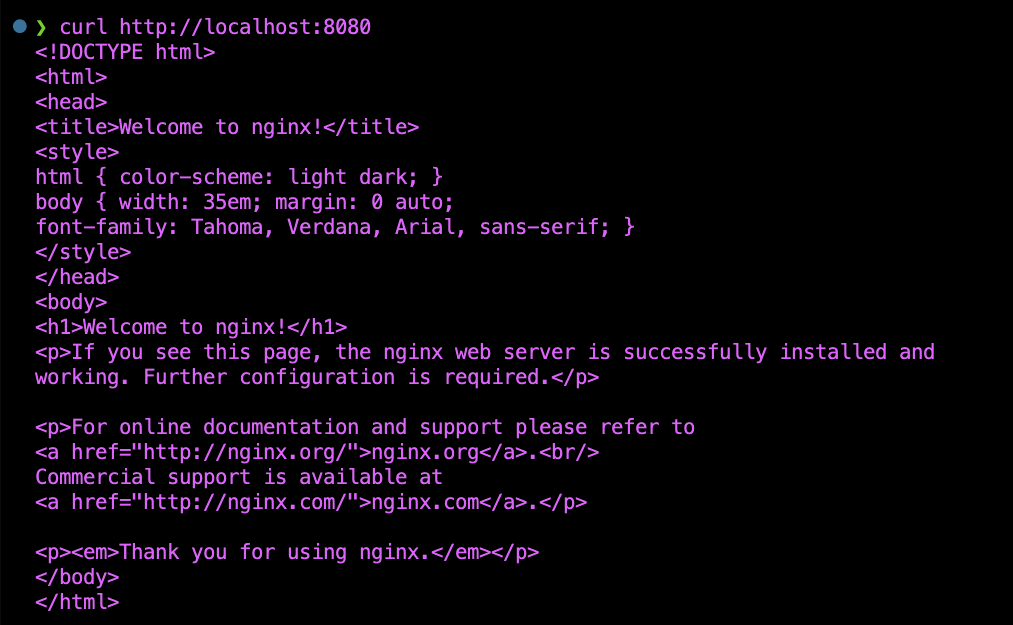 ❯ curl http://localhost:8080
<!DOCTYPE html>
<html>
<head>
<title>Welcome to nginx!</title>
<style>
html { color-scheme: light dark; }
body { width: 35em; margin: 0 auto;
font-family: Tahoma, Verdana, Arial, sans-serif; }
</style>
</head>
<body>
<h1>Welcome to nginx!</h1>
<p>If you see this page, the nginx web server is successfully installed and
working. Further configuration is required.</p>

<p>For online documentation and support please refer to
<a href="http://nginx.org/">nginx.org</a>.<br/>
Commercial support is available at
<a href="http://nginx.com/">nginx.com</a>.</p>

<p><em>Thank you for using nginx.</em></p>
</body>
</html>